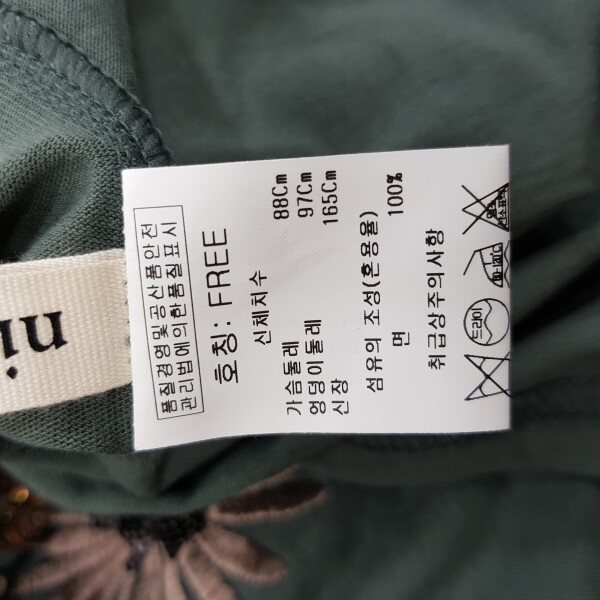 품질경영및공산품안전
관리법에의한품질표시
호칭: FREE
신체치수
가슴둘레 88Cm
엉덩이둘레 97Cm
신장 165Cm
섬유의 조성(혼용율)
면 100%
취급상주의사항
드라이
ni